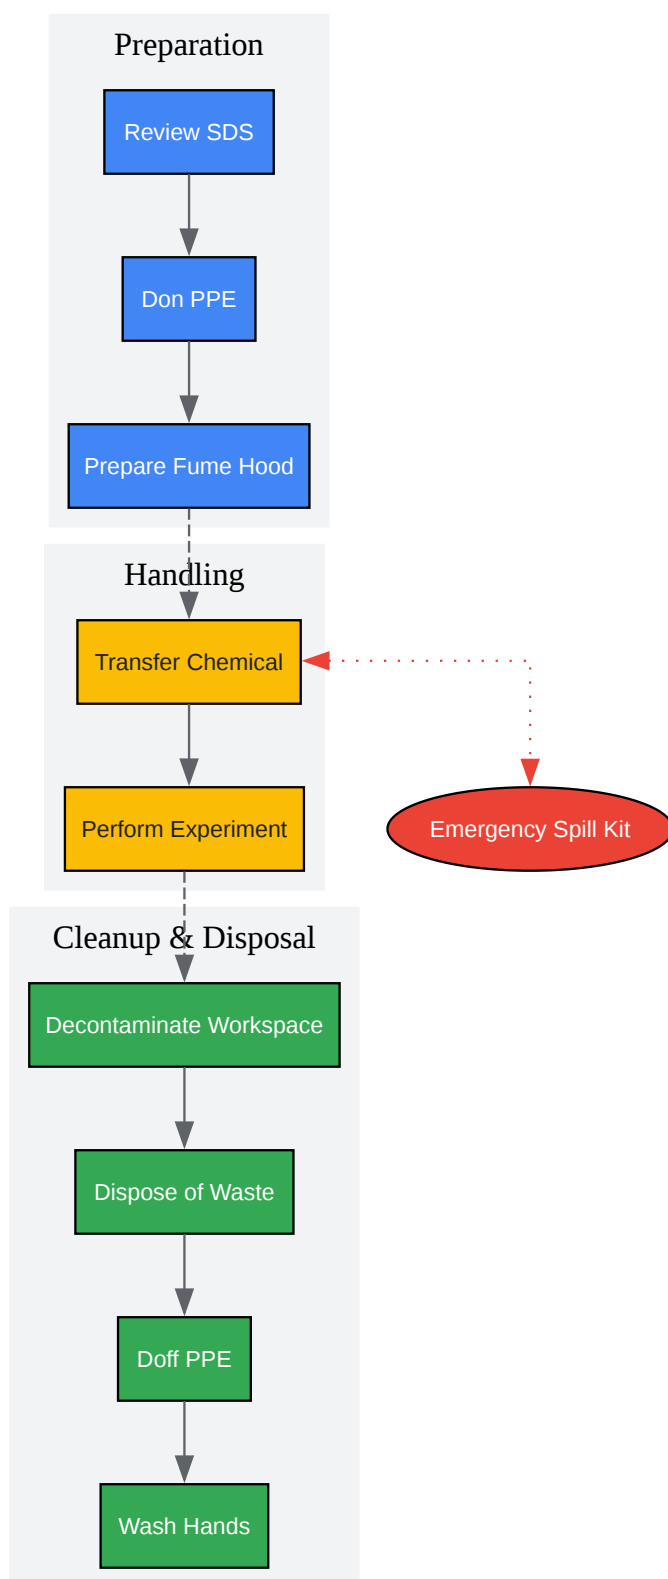 Preparation
Review SDS
Don PPE
Prepare Fume Hood
Handling
Transfer Chemical
Perform Experiment
Emergency Spill Kit
Cleanup & Disposal
Decontaminate Workspace
Dispose of Waste
Doff PPE
Wash Hands